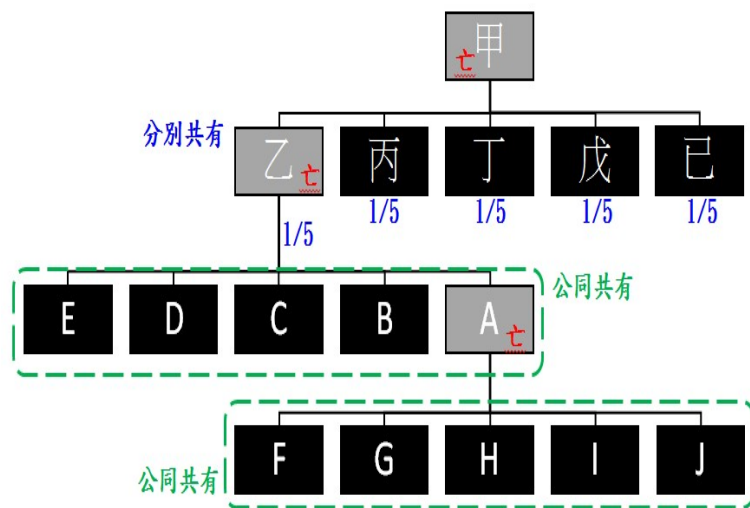 甲
亡
分別共有
乙 丙 丁 戊 已
亡
1/5 1/5 1/5 1/5
1/5
公同共有
E D C B A
亡
F G H I J
公同共有